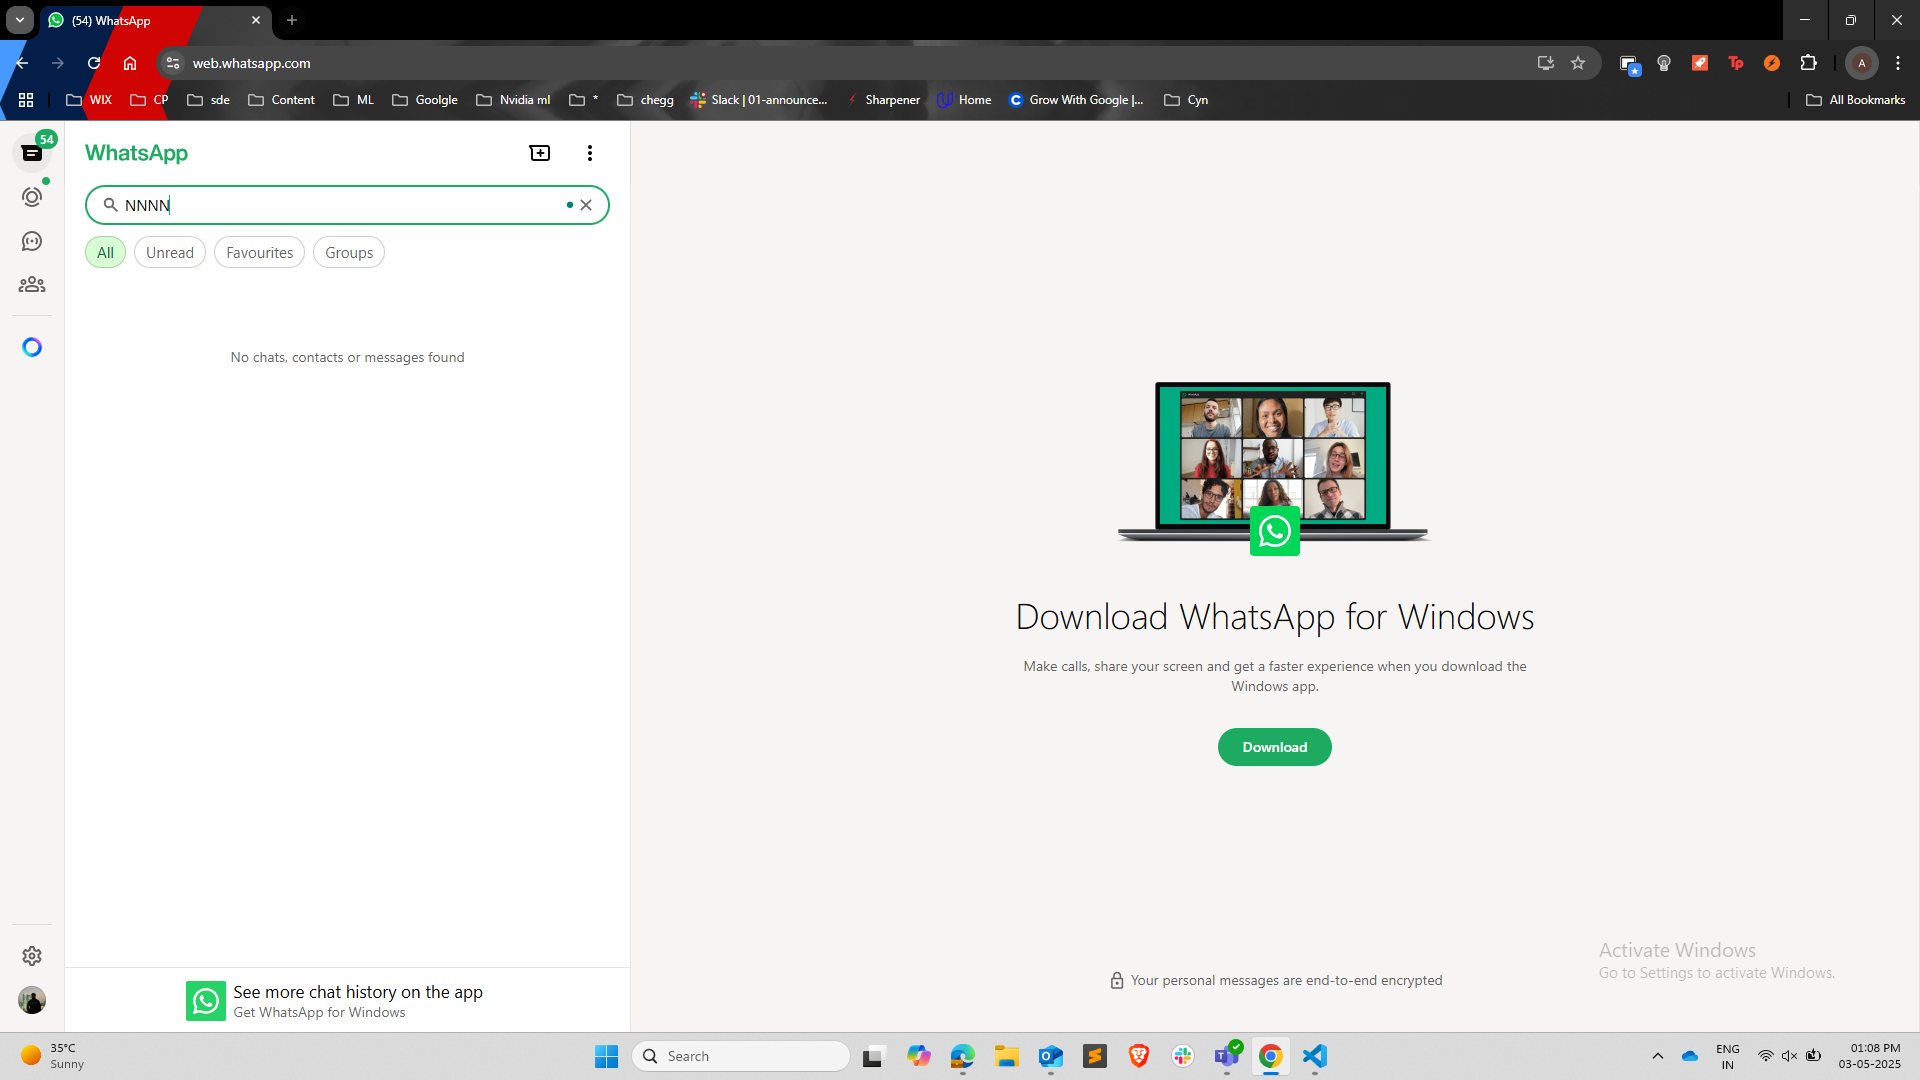 (54) WhatsApp
web.whatsapp.com
A
WIX
CP
sde
Content
ML
Goolgle
Nvidia ml
*
chegg
Slack | 01-announce...
Sharpener
Home
Grow With Google |...
Cyn
All Bookmarks
54
WhatsApp
NNNN
All
Unread
Favourites
Groups
No chats, contacts or messages found
Download WhatsApp for Windows
Make calls, share your screen and get a faster experience when you download the
Windows app.
Download
Your personal messages are end-to-end encrypted
Activate Windows
Go to Settings to activate Windows.
See more chat history on the app
Get WhatsApp for Windows
35°C
Sunny
Search
ENG
IN
01:08 PM
03-05-2025